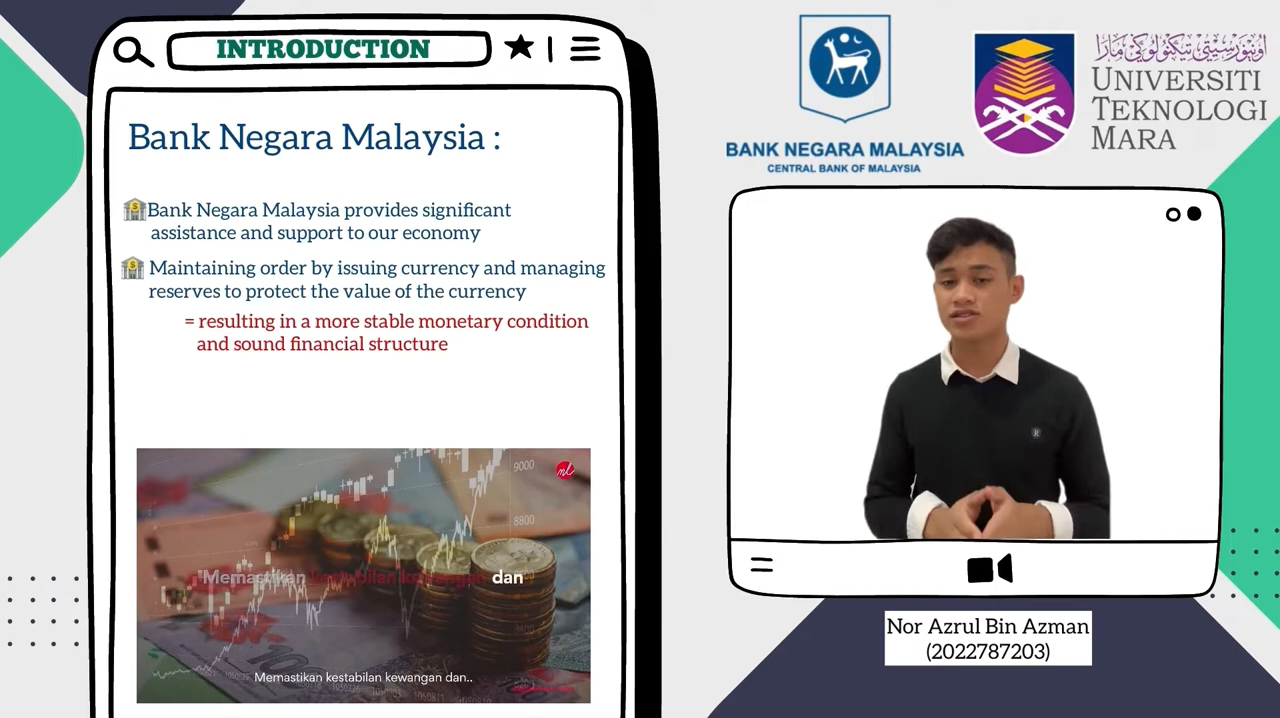 INTRODUCTION
Bank Negara Malaysia :
Bank Negara Malaysia provides significant
assistance and support to our economy
Maintaining order by issuing currency and managing
reserves to protect the value of the currency
= resulting in a more stable monetary condition
and sound financial structure
9000
8800
Memastikan kestabilan kewangan dan
Memastikan kestabilan kewangan dan..
BANK NEGARA MALAYSIA
CENTRAL BANK OF MALAYSIA
اونيۏرسيتي تيكنولوݢي مارا
UNIVERSITI
TEKNOLOGI
MARA
Nor Azrul Bin Azman
(2022787203)